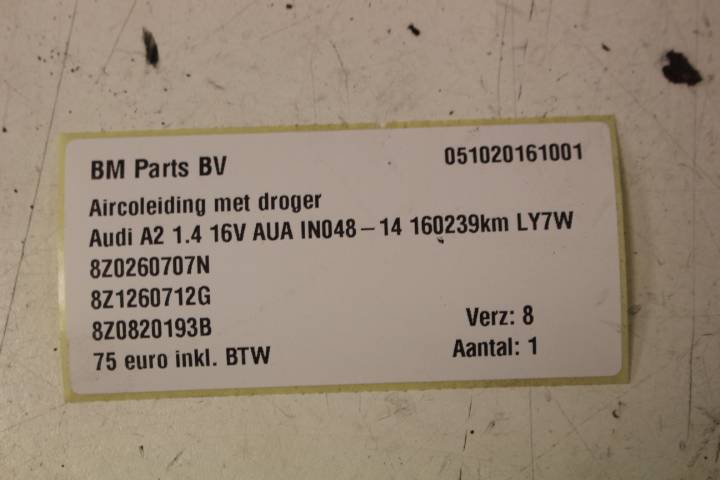 BM Parts BV 051020161001
Aircoleiding met droger
Audi A2 1.4 16V AUA IN048-14 160239km LY7W
8Z0260707N
8Z1260712G
8Z0820193B Verz: 8
75 euro inkl. BTW Aantal: 1